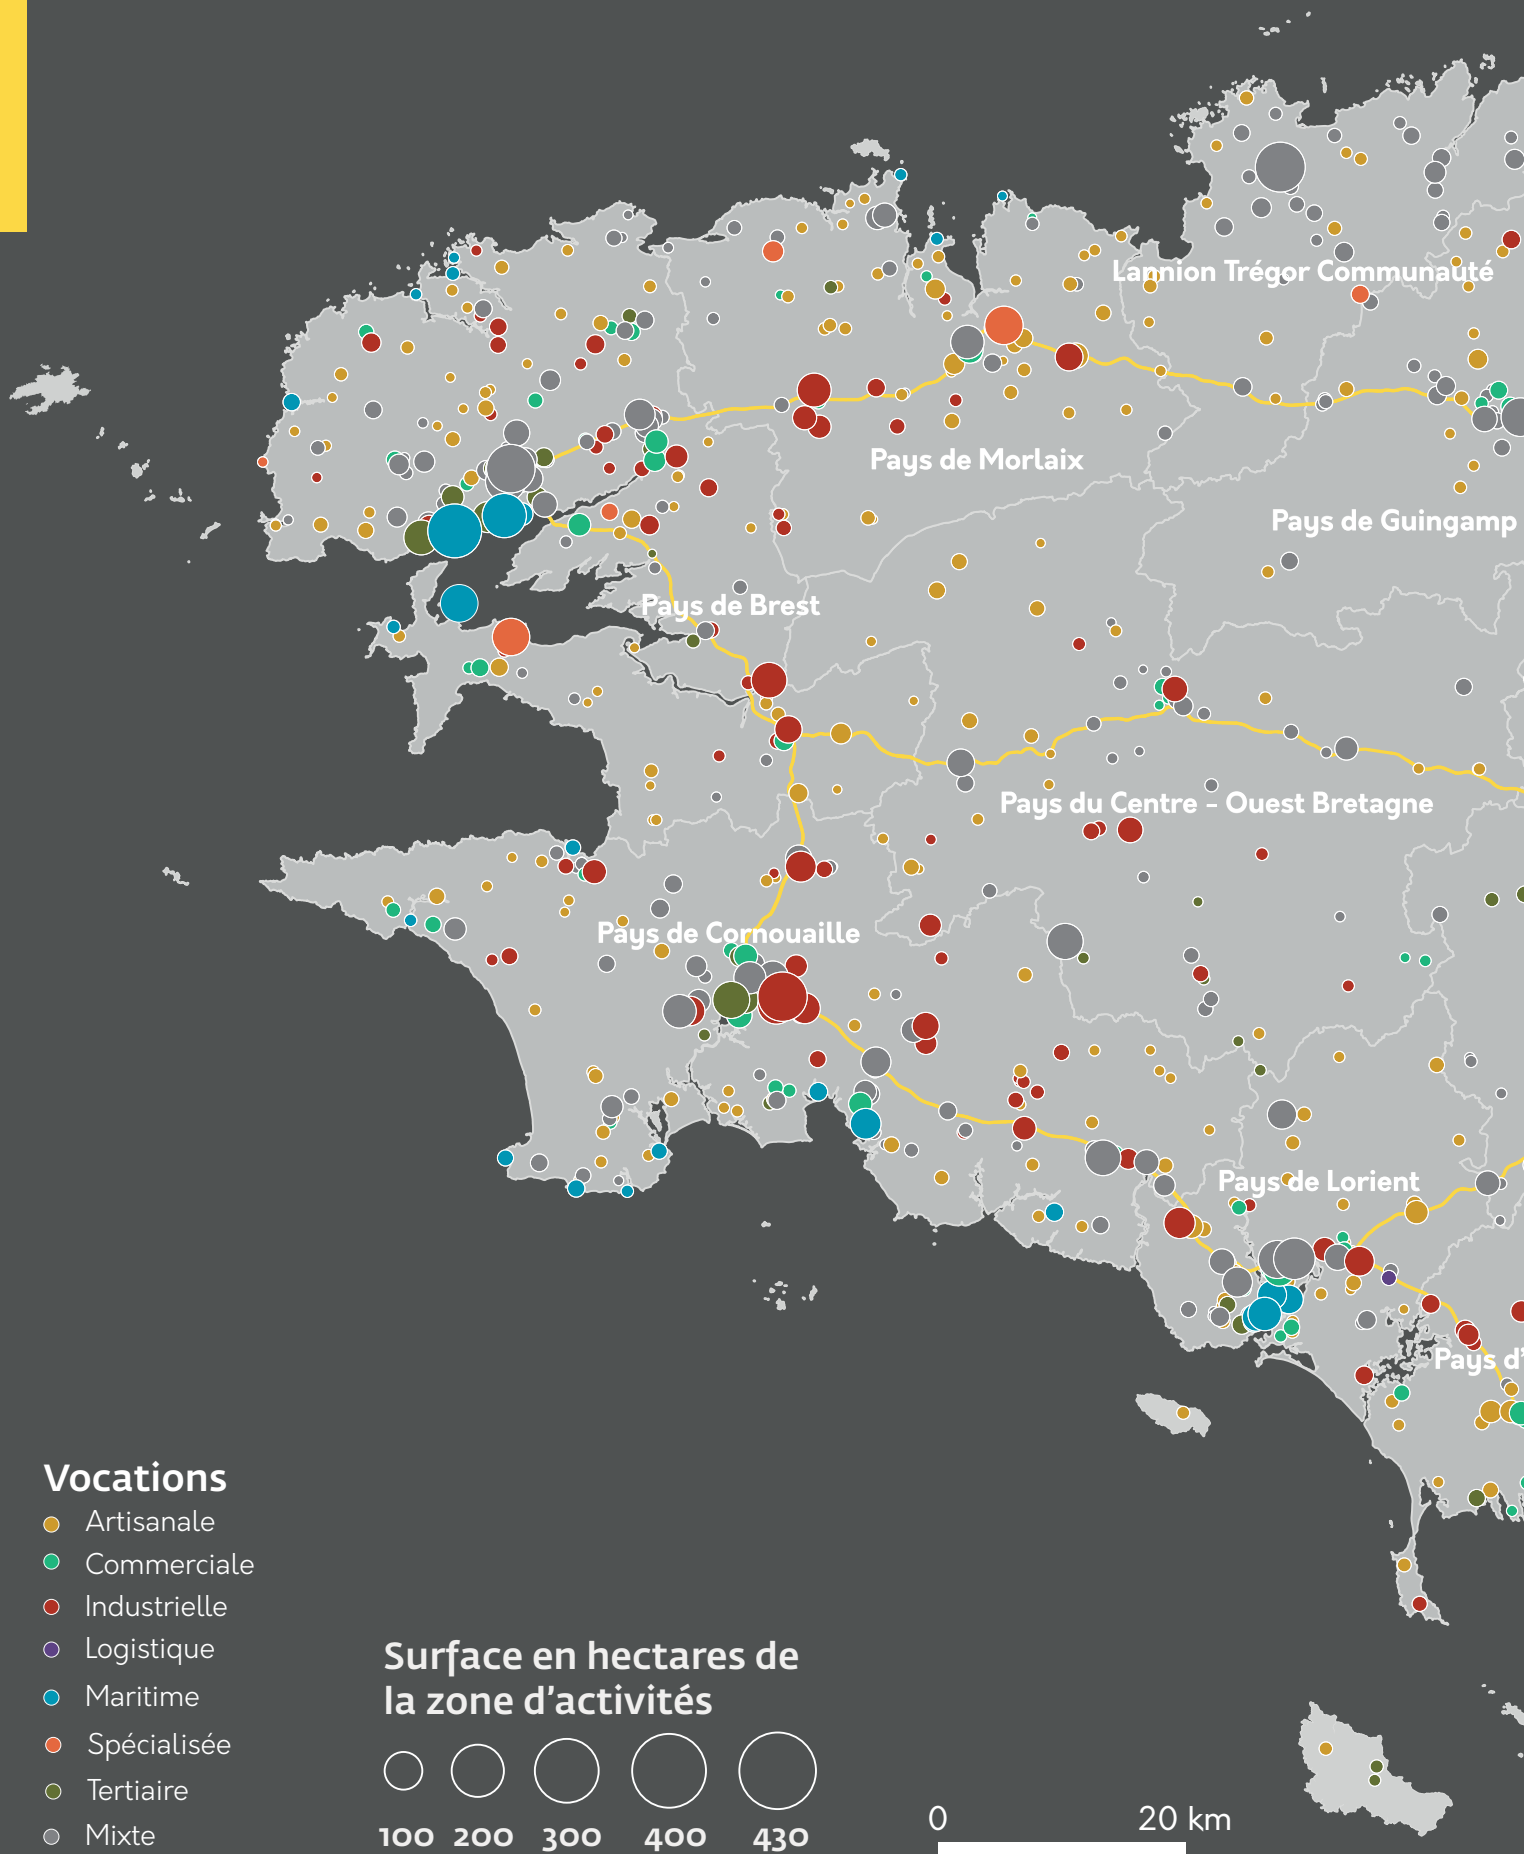 Lannion Trégor Communauté
Pays de Morlaix
Pays de Guingamp
Pays de Brest
Pays du Centre - Ouest Bretagne
Pays de Cornouaille
Pays de Lorient
Pays d'
Vocations
Artisanale
Commerciale
Industrielle
Logistique
Maritime
Spécialisée
Tertiaire
Mixte
Surface en hectares de
la zone d'activités
100 200 300 400 430
0 20 km